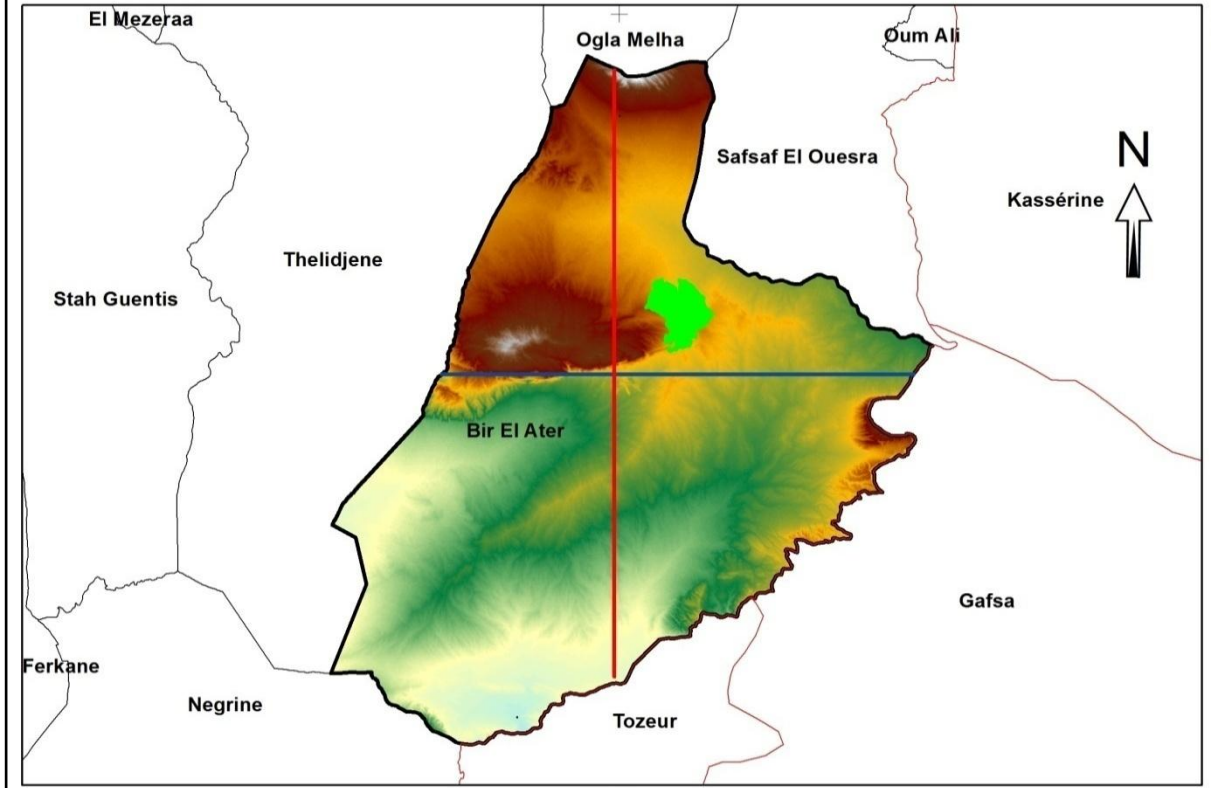 El Mezeraa
Ogla Melha
Oum Ali
N
Safsaf El Ouesra
Kassérine
Thelidjene
Stah Guentis
Bir El Ater
Gafsa
Ferkane
Negrine
Tozeur